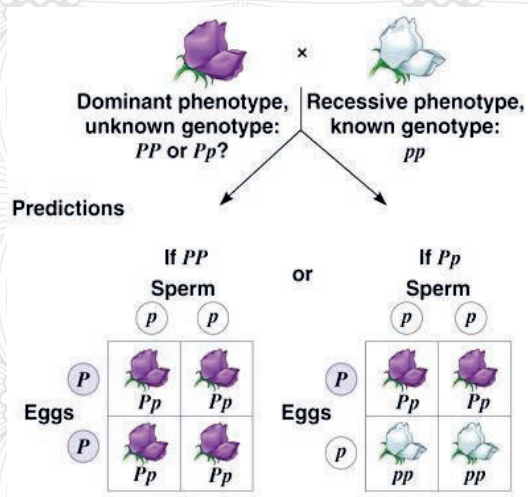 ×
Dominant phenotype,
unknown genotype:
PP or Pp?
Recessive phenotype,
known genotype:
pp
Predictions
If PP
Sperm
p p
P
Eggs
P
Pp Pp
Pp Pp
or
If Pp
Sperm
p p
P
Eggs
p
Pp Pp
pp pp